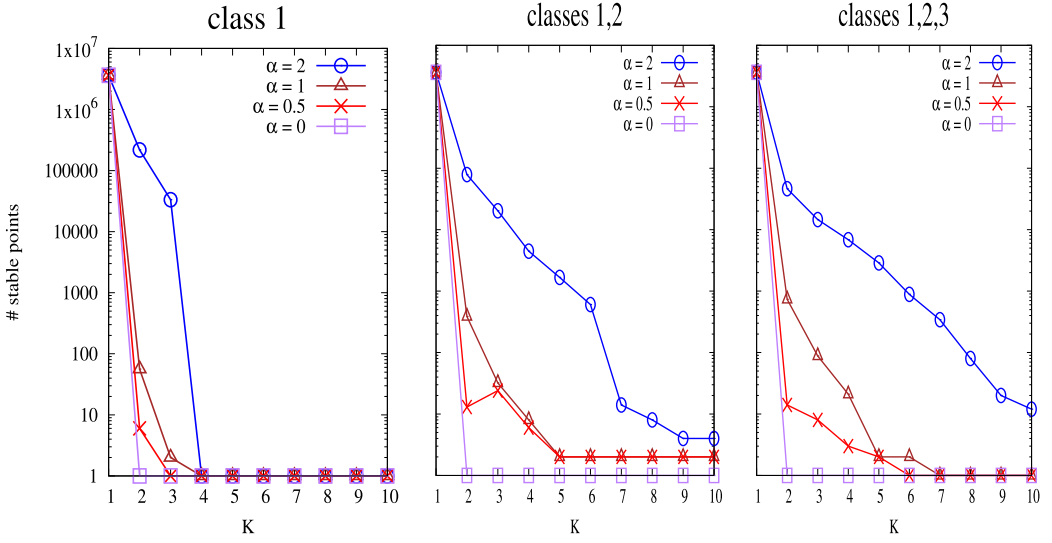 class 1
classes 1,2
classes 1,2,3
# stable points
1x10^7
1x10^6
100000
10000
1000
100
10
1
α = 2
α = 1
α = 0.5
α = 0
α = 2
α = 1
α = 0.5
α = 0
α = 2
α = 1
α = 0.5
α = 0
1 2 3 4 5 6 7 8 9 10
1 2 3 4 5 6 7 8 9 10
1 2 3 4 5 6 7 8 9 10
K
K
K